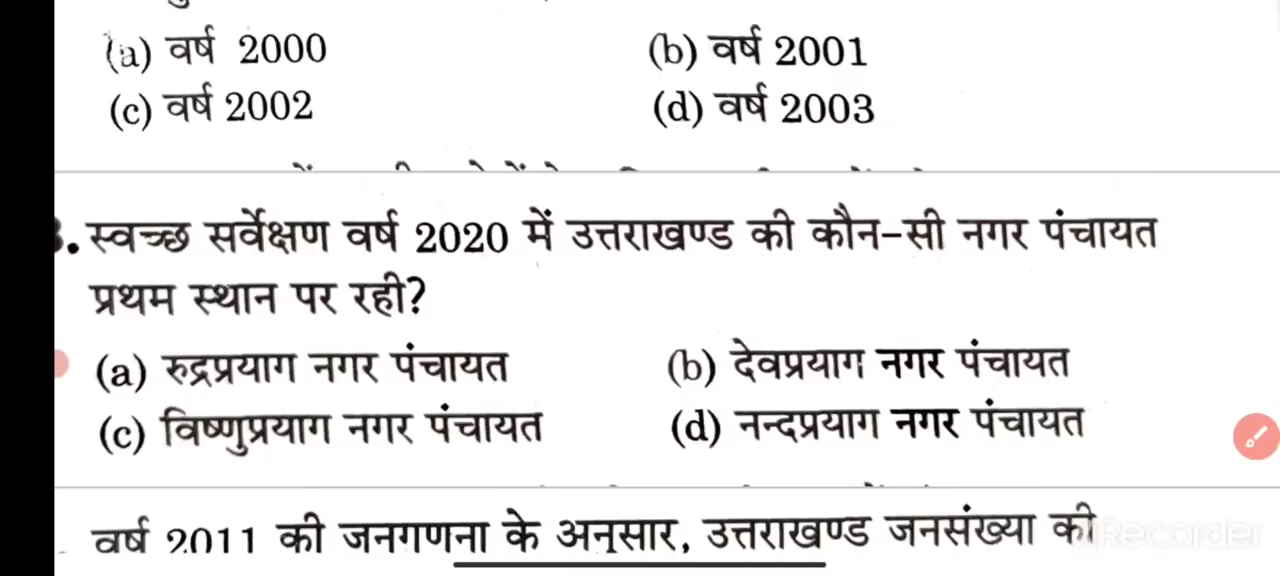 (a) वर्ष 2000 (b) वर्ष 2001
(c) वर्ष 2002 (d) वर्ष 2003
. स्वच्छ सर्वेक्षण वर्ष 2020 में उत्तराखण्ड की कौन-सी नगर पंचायत
प्रथम स्थान पर रही?
(a) रुद्रप्रयाग नगर पंचायत (b) देवप्रयाग नगर पंचायत
(c) विष्णुप्रयाग नगर पंचायत (d) नन्दप्रयाग नगर पंचायत
वर्ष 2011 की जनगणना के अनुसार, उत्तराखण्ड जनसंख्या की
Recorder